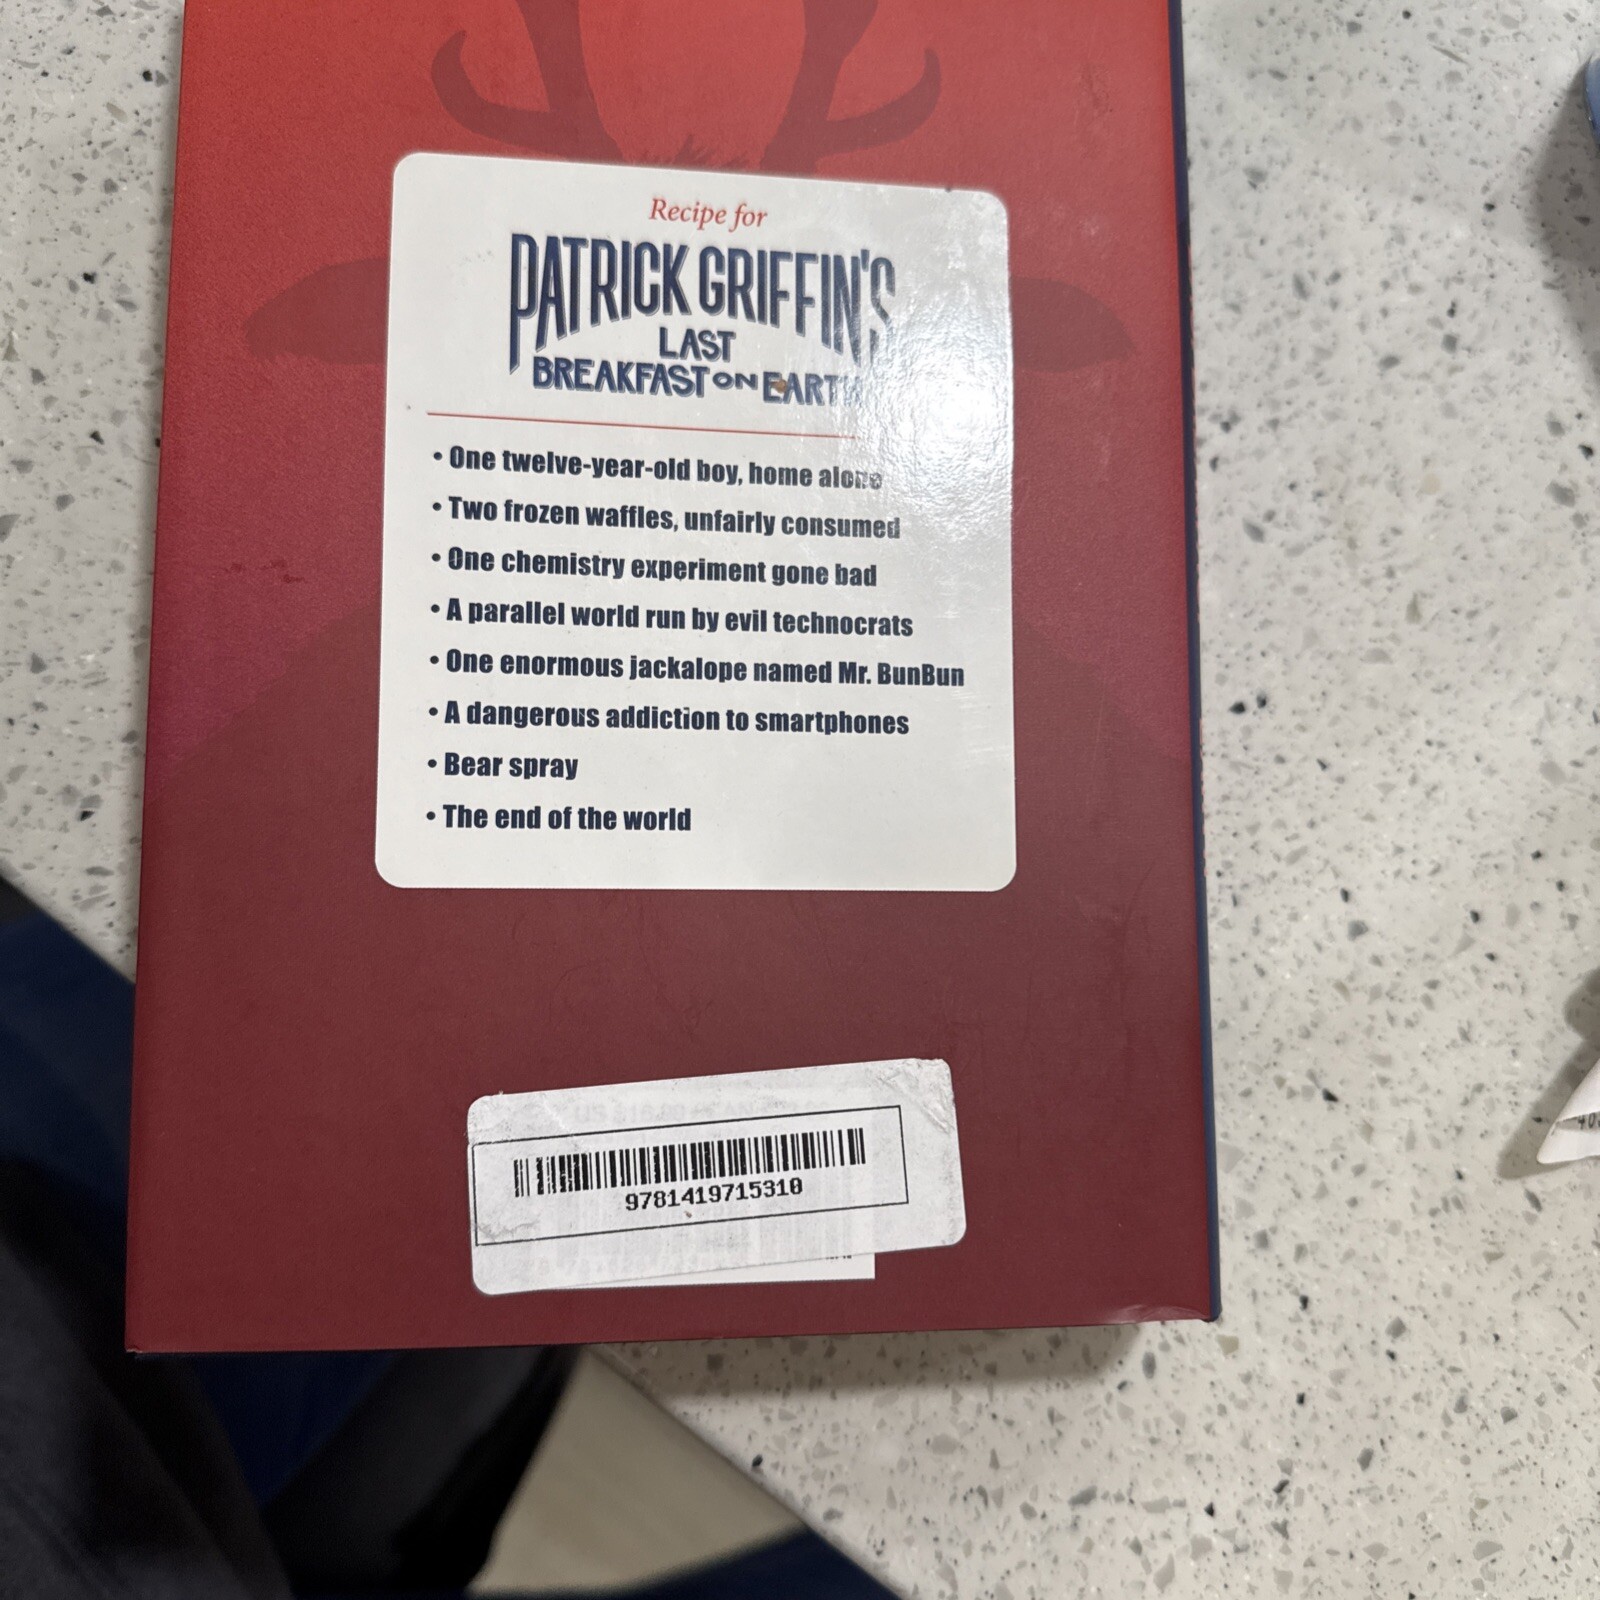 Recipe for
PATRICK GRIFFIN'S
LAST
BREAKFAST ON EARTH
• One twelve-year-old boy, home alone
• Two frozen waffles, unfairly consumed
• One chemistry experiment gone bad
• A parallel world run by evil technocrats
• One enormous jackalope named Mr. BunBun
• A dangerous addiction to smartphones
• Bear spray
• The end of the world
9781419715310